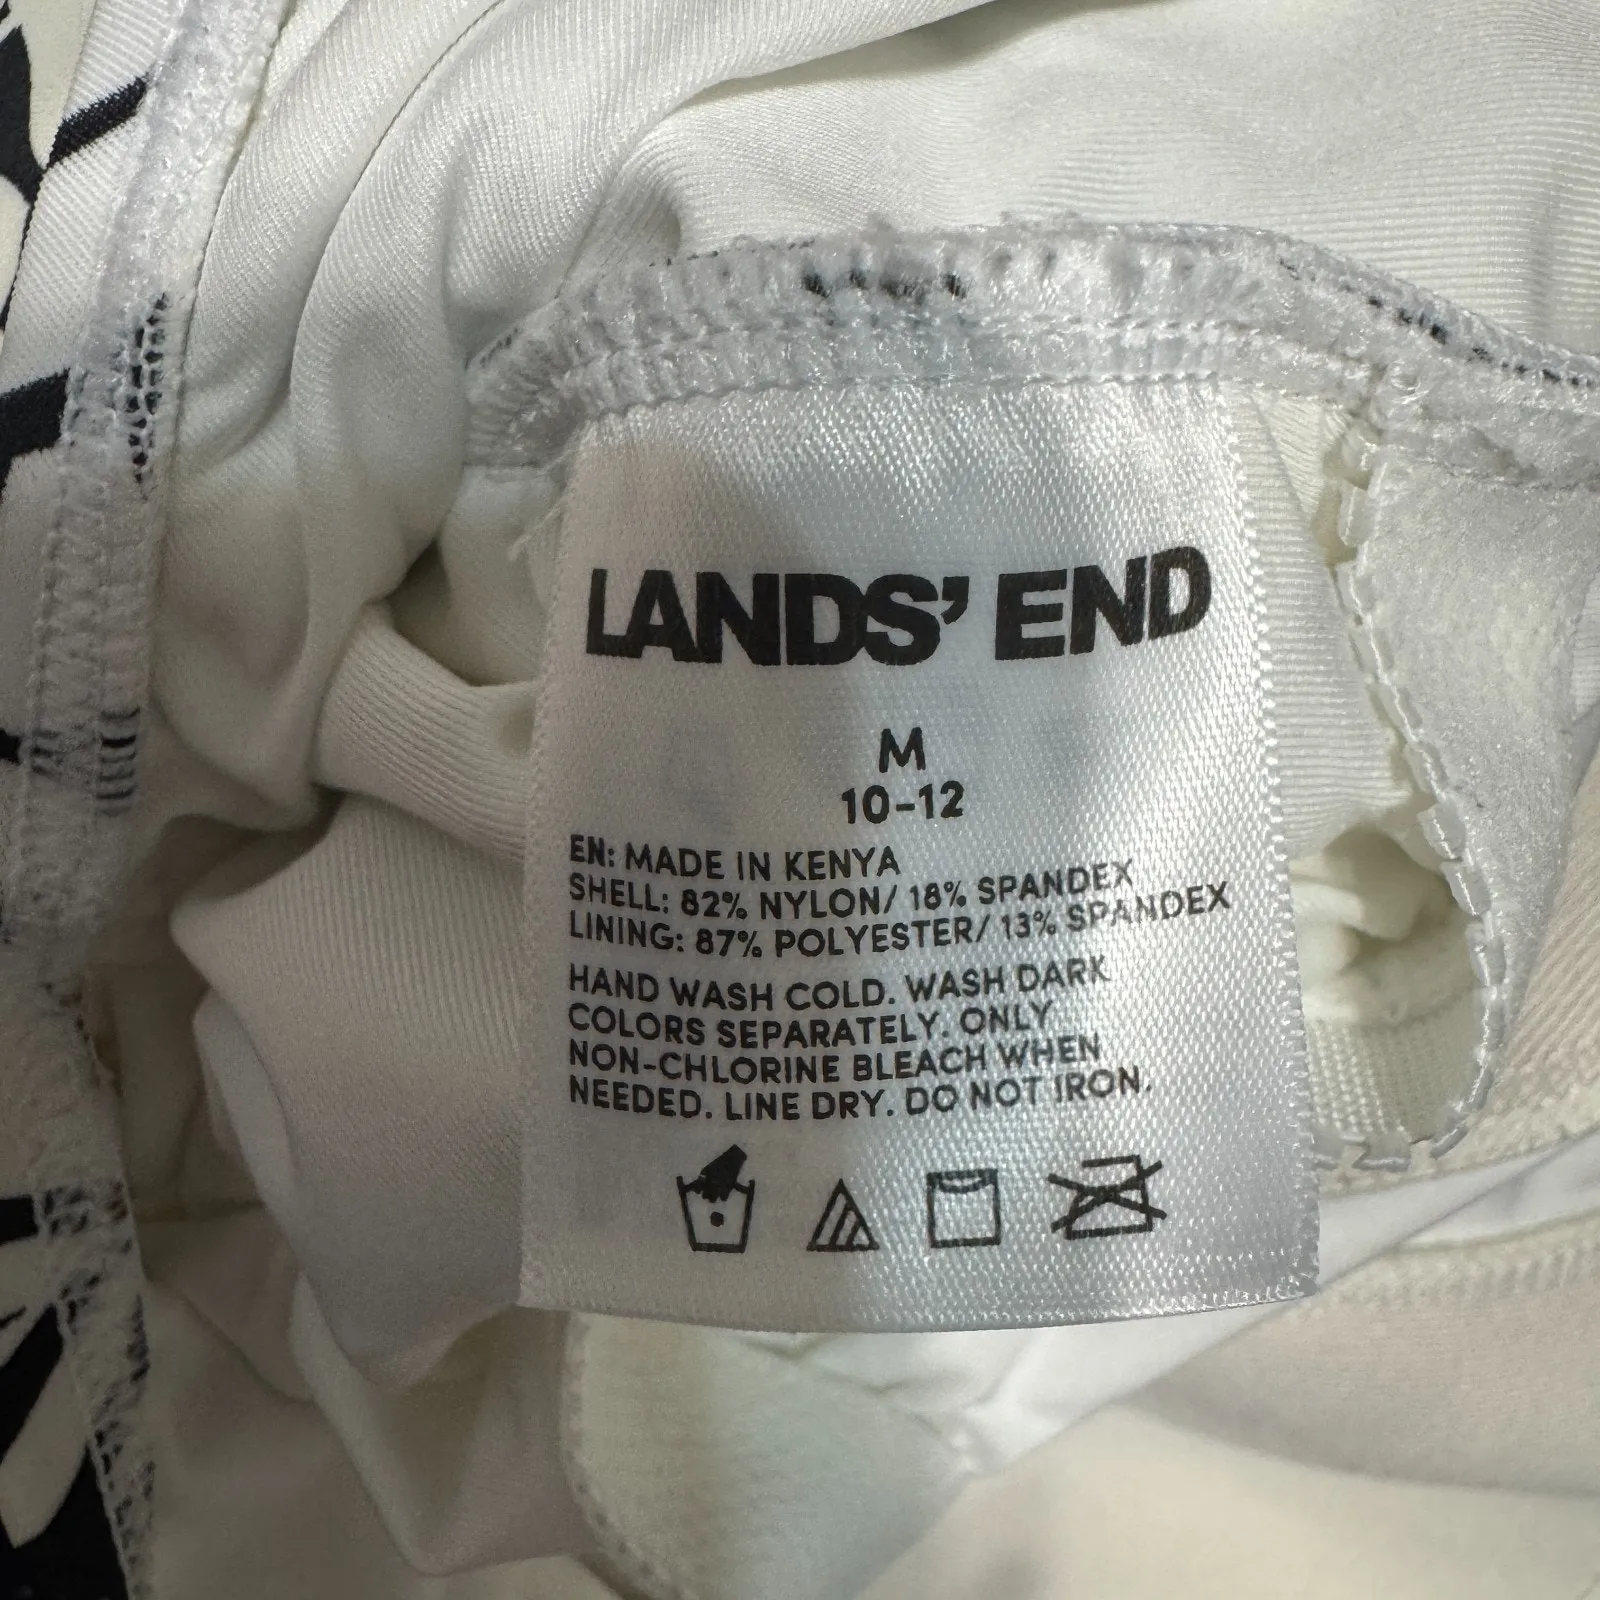 LANDS' END
M
10-12
EN: MADE IN KENYA
SHELL: 82% NYLON/ 18% SPANDEX
LINING: 87% POLYESTER/ 13% SPANDEX
HAND WASH COLD. WASH DARK
COLORS SEPARATELY. ONLY
NON-CHLORINE BLEACH WHEN
NEEDED. LINE DRY. DO NOT IRON.